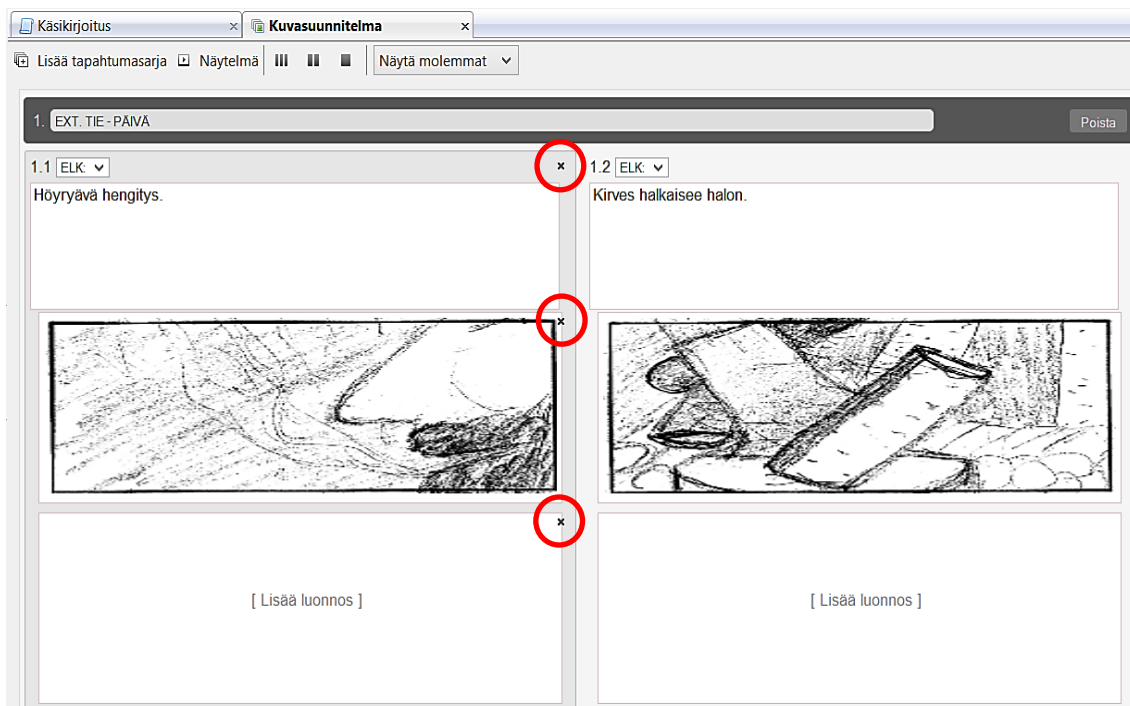 Käsikirjoitus × Kuvasuunnitelma ×
Lisää tapahtumasarja Näytelmä Näytä molemmat
1. EXT. TIE - PÄIVÄ Poista
1.1 ELK: × 1.2 ELK:
Höyryävä hengitys. Kirves halkaisee halon.
×
×
[ Lisää luonnos ] [ Lisää luonnos ]